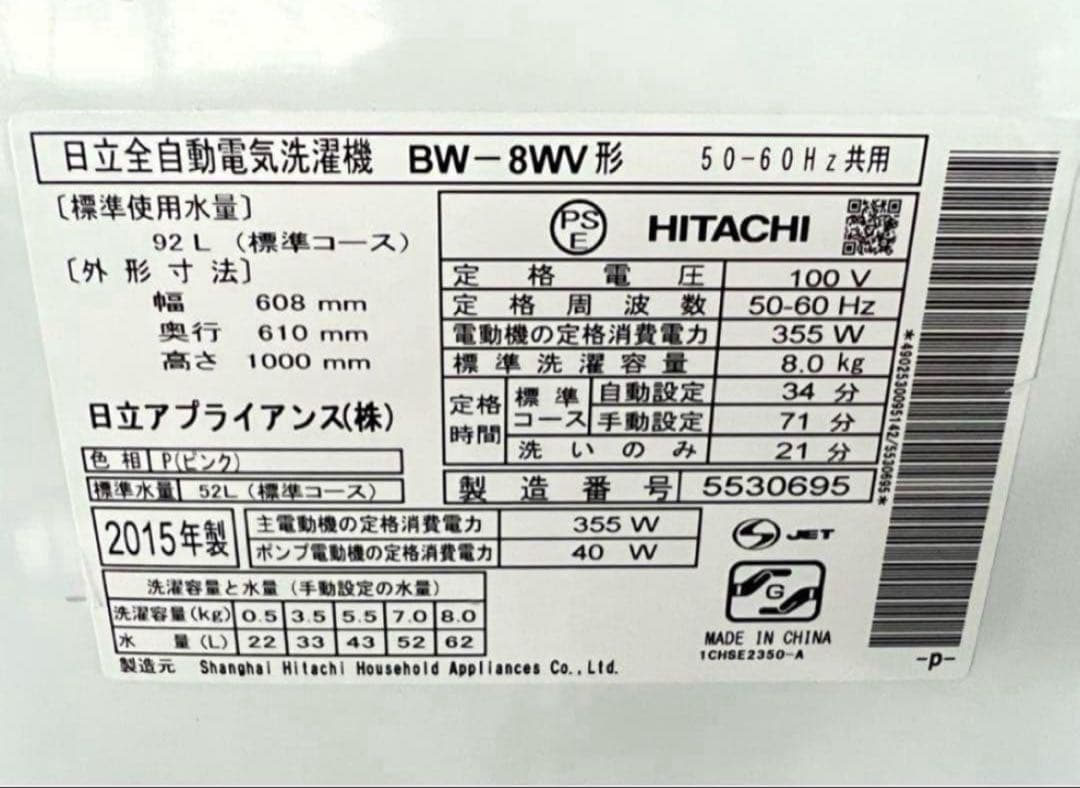 日立全自動電気洗濯機 BW-8WV形 50-60Hz共用
〔標準使用水量〕
92L (標準コース)
〔外形寸法〕
幅 608 mm
奥行 610 mm
高さ 1000 mm
日立アプライアンス(株)
色相 P(ピンク)
標準水量 52L (標準コース)
PS
E
HITACHI
定格電圧 100 V
定格周波数 50-60 Hz
電動機の定格消費電力 355 W
標準洗濯容量 8.0 kg
定格時間 標準コース 自動設定 34 分
手動設定 71 分
洗いのみ 21 分
製造番号 5530695
*4902530095142/5530695*
2015年製
主電動機の定格消費電力 355 W
ポンプ電動機の定格消費電力 40 W
JET
G
洗濯容量と水量 (手動設定の水量)
洗濯容量(kg) 0.5 3.5 5.5 7.0 8.0
水量(L) 22 33 43 52 62
製造元 Shanghai Hitachi Household Appliances Co.,Ltd.
MADE IN CHINA
1CHSE2350-A
-p-